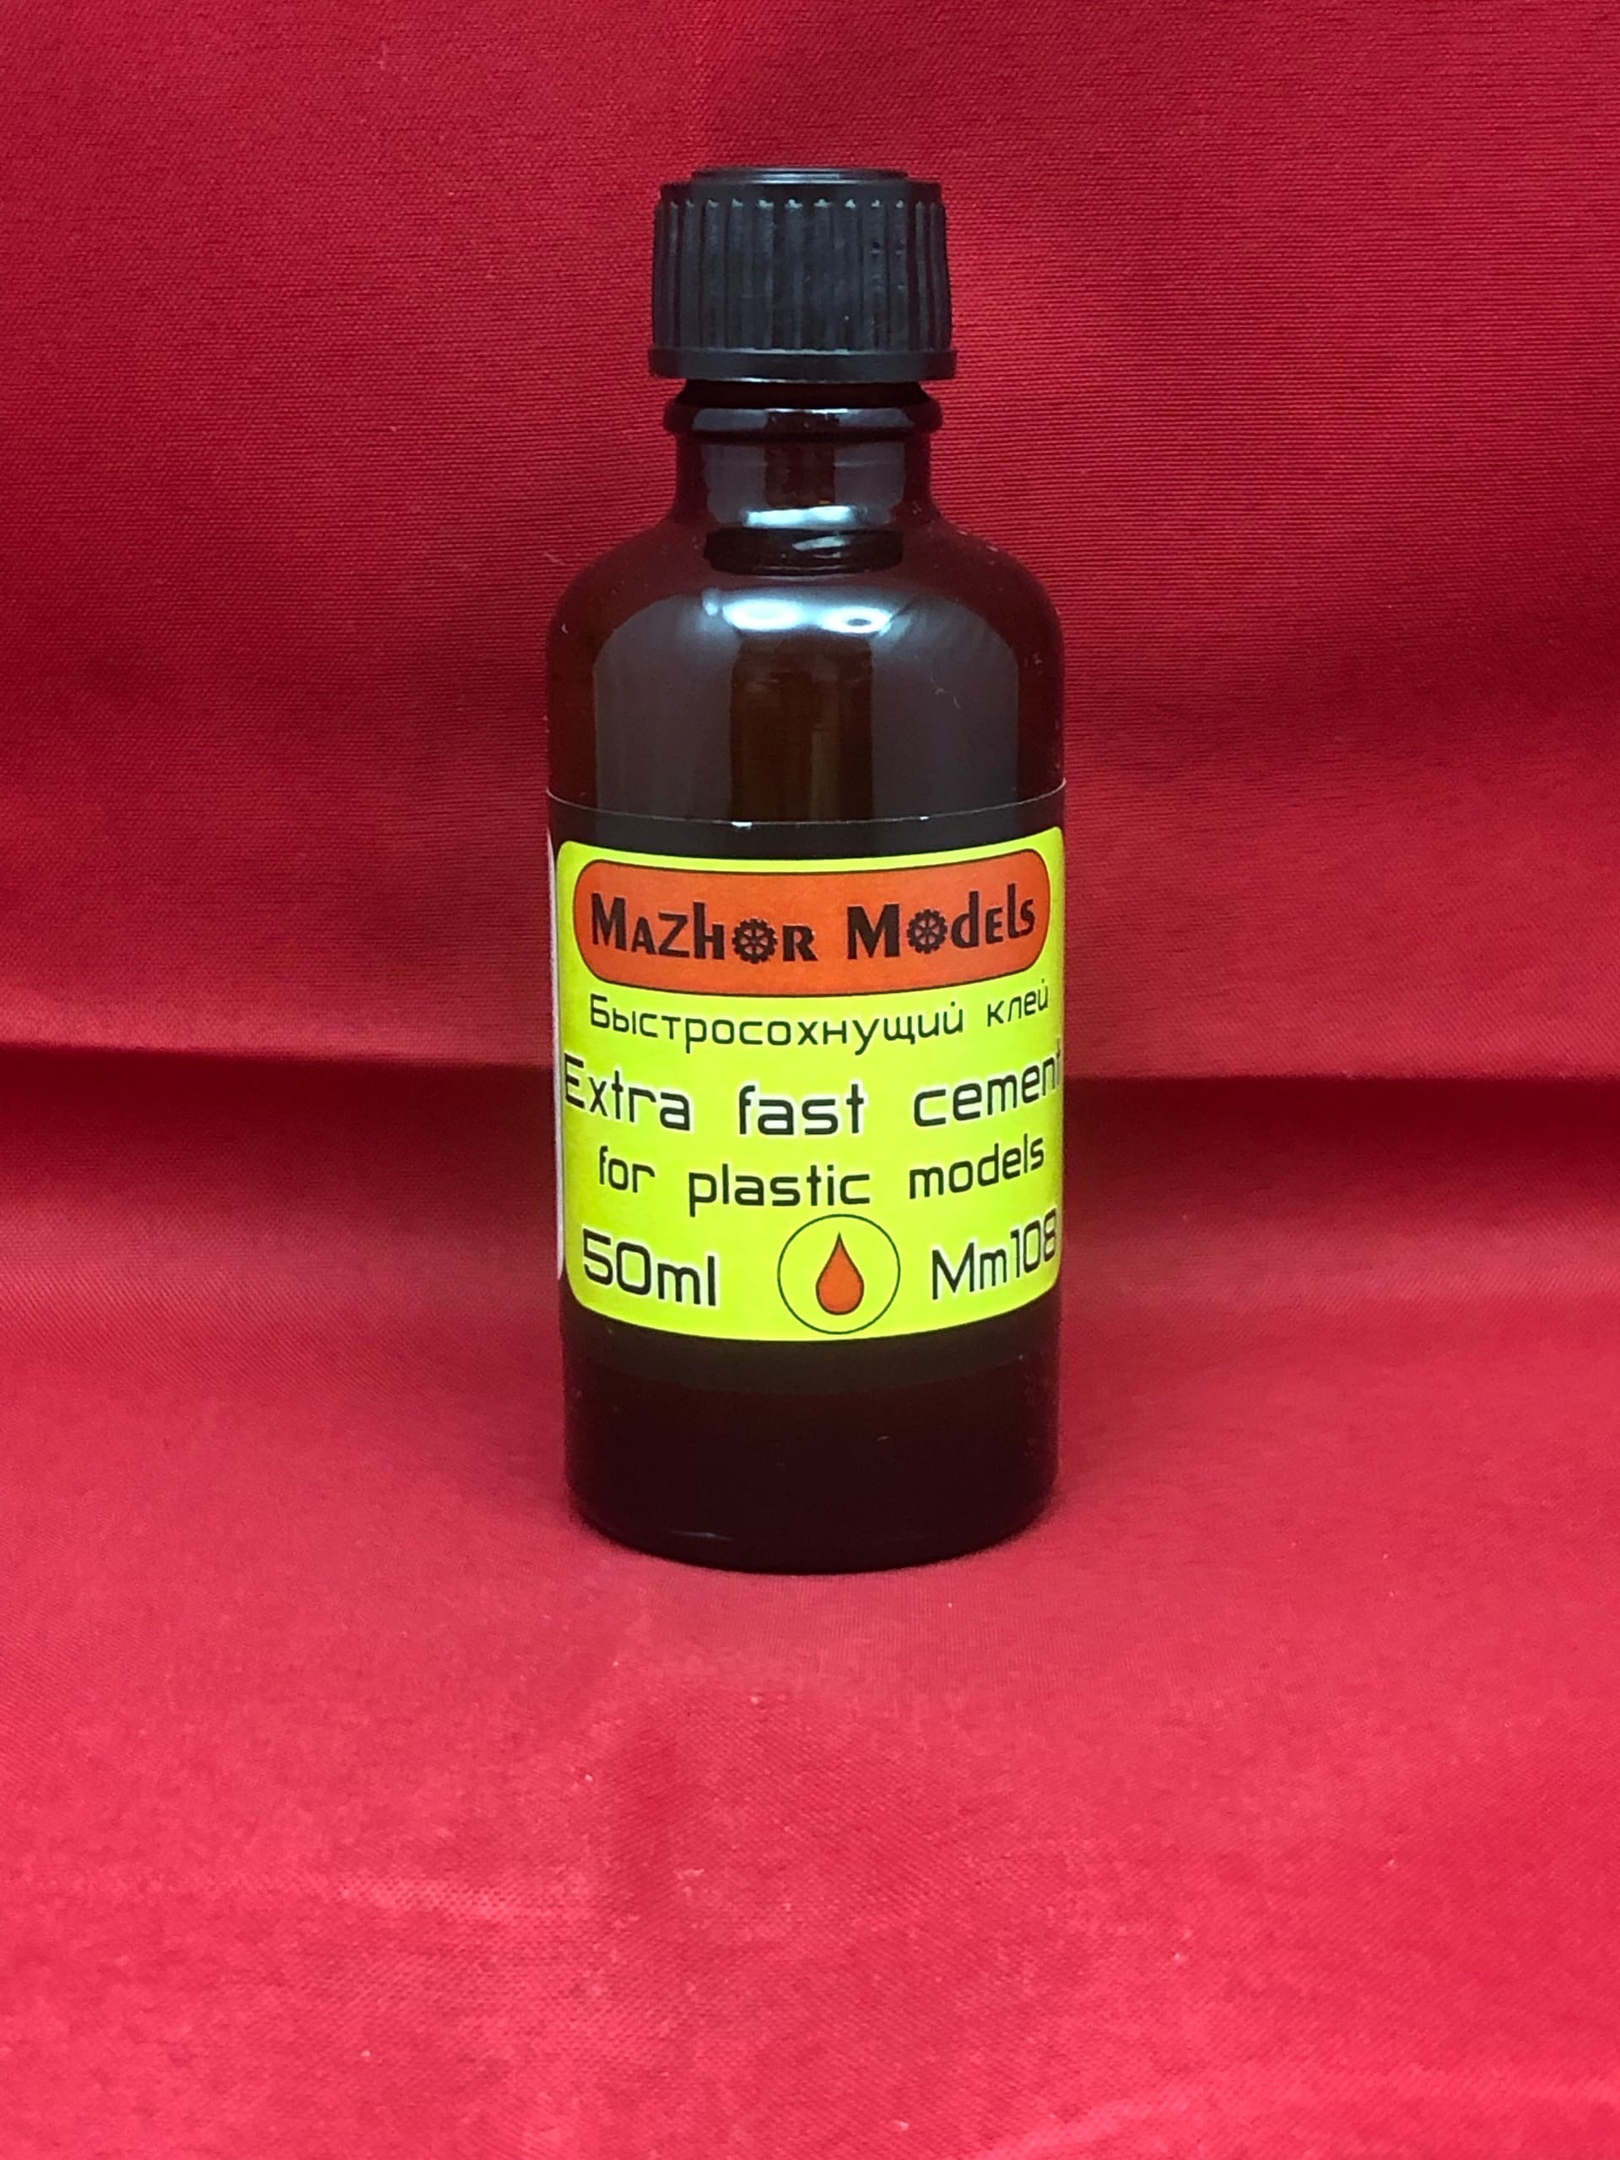 Mazhor Models
Быстросохнущий клей
Extra fast cement
for plastic models
50ml Mm108